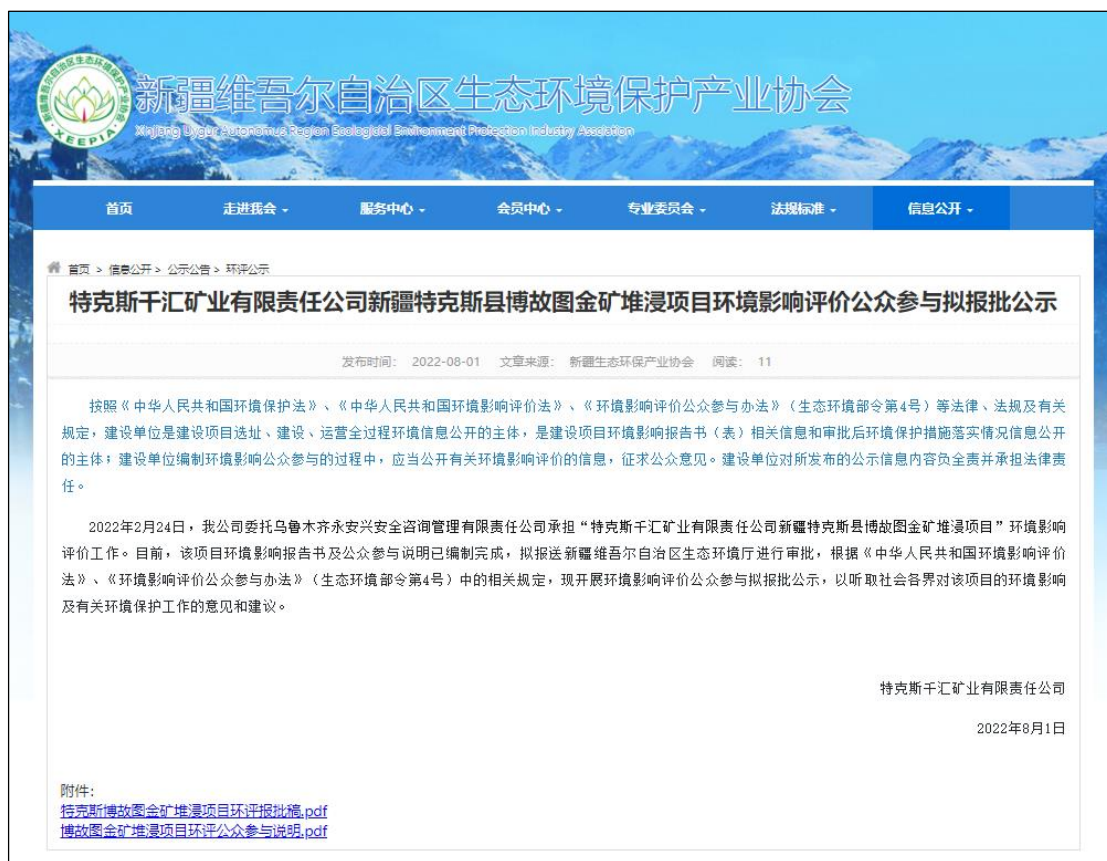 新疆维吾尔自治区生态环境保护产业协会
Xinjiang Uygur Autonomus Region Ecologicial Environment Protection Industry Assciation
XEEPIA
首页 走进我会 服务中心 会员中心 专业委员会 法规标准 信息公开
首页 > 信息公开 > 公示公告 > 环评公示
特克斯千汇矿业有限责任公司新疆特克斯县博故图金矿堆浸项目环境影响评价公众参与拟报批公示
发布时间： 2022-08-01 文章来源： 新疆生态环保产业协会 阅读： 11
按照《中华人民共和国环境保护法》、《中华人民共和国环境影响评价法》、《环境影响评价公众参与办法》（生态环境部令第4号）等法律、法规及有关
规定，建设单位是建设项目选址、建设、运营全过程环境信息公开的主体，是建设项目环境影响报告书（表）相关信息和审批后环境保护措施落实情况信息公开
的主体；建设单位编制环境影响公众参与的过程中，应当公开有关环境影响评价的信息，征求公众意见。建设单位对所发布的公示信息内容负全责并承担法律责
任。
2022年2月24日，我公司委托乌鲁木齐永安兴安全咨询管理有限责任公司承担“特克斯千汇矿业有限责任公司新疆特克斯县博故图金矿堆浸项目”环境影响
评价工作。目前，该项目环境影响报告书及公众参与说明已编制完成，拟报送新疆维吾尔自治区生态环境厅进行审批，根据《中华人民共和国环境影响评价
法》、《环境影响评价公众参与办法》（生态环境部令第4号）中的相关规定，现开展环境影响评价公众参与拟报批公示，以听取社会各界对该项目的环境影响
及有关环境保护工作的意见和建议。
特克斯千汇矿业有限责任公司
2022年8月1日
附件：
特克斯博故图金矿堆浸项目环评报批稿.pdf
博故图金矿堆浸项目环评公众参与说明.pdf